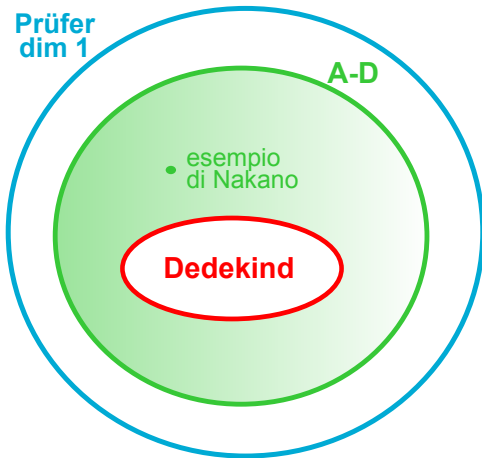 Prüfer
dim 1
A-D
esempio
di Nakano
Dedekind